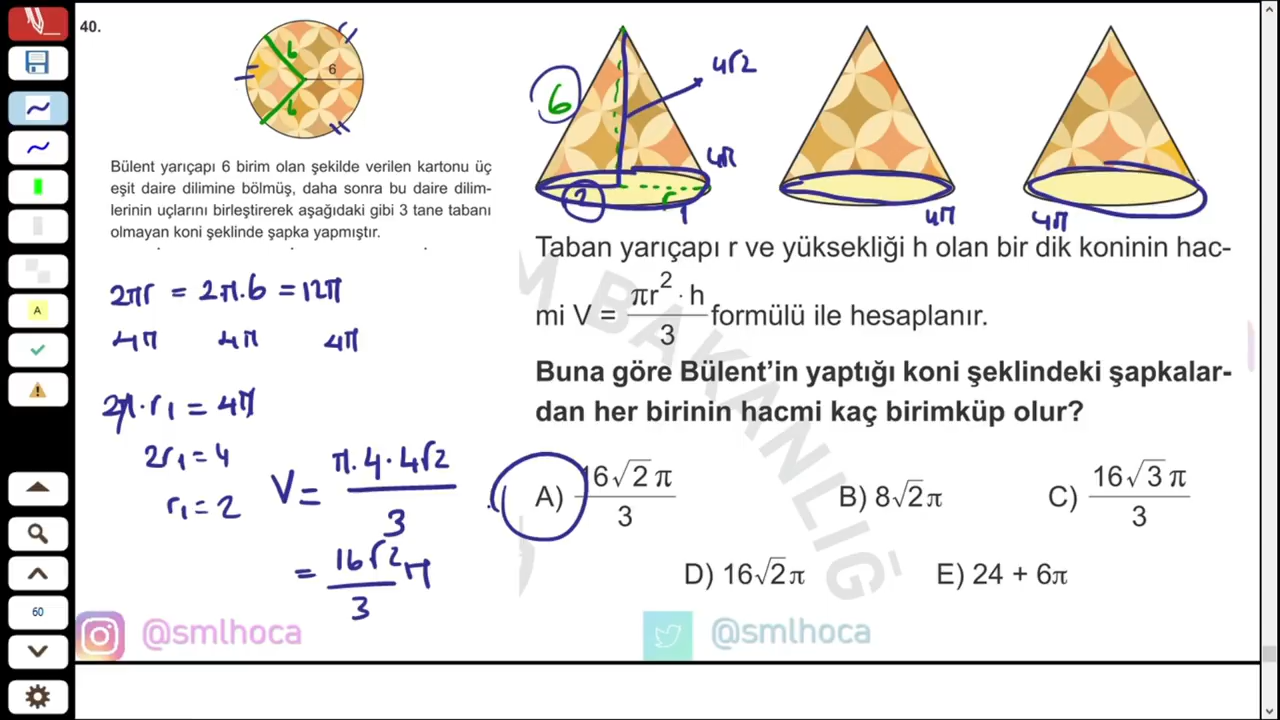 40.
6
6
6
Bülent yarıçapı 6 birim olan şekilde verilen kartonu üç
eşit daire dilimine bölmüş, daha sonra bu daire dilim-
lerinin uçlarını birleştirerek aşağıdaki gibi 3 tane tabanı
olmayan koni şeklinde şapka yapmıştır.
2πr = 2π.6 = 12π
4π 4π 4π
2π.r₁ = 4π
2r₁ = 4
r₁ = 2
V = π.4.4√2 / 3
= 16√2 π / 3
6
4√2
4π
2
r₁
4π
4π
Taban yarıçapı r ve yüksekliği h olan bir dik koninin hac-
mi V = πr² · h / 3 formülü ile hesaplanır.
Buna göre Bülent’in yaptığı koni şeklindeki şapkalar-
dan her birinin hacmi kaç birimküp olur?
A) 16√2 π / 3 B) 8√2π C) 16√3 π / 3
D) 16√2π E) 24 + 6π
M BAKANLIĞ
@smlhoca @smlhoca
A
60